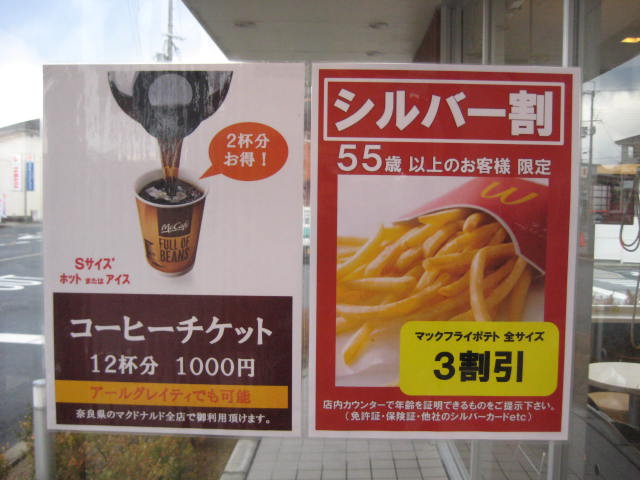 2杯分
お得！
McCafé
FULL OF
BEANS
Sサイズ*
ホット または アイス
コーヒーチケット
12杯分 1000円
アールグレイティでも可能
奈良県のマクドナルド全店で御利用頂けます。
シルバー割
55歳 以上のお客様 限定
マックフライポテト 全サイズ
3割引
店内カウンターで年齢を証明できるものをご提示下さい。
（免許証・保険証・他社のシルバーカードetc）